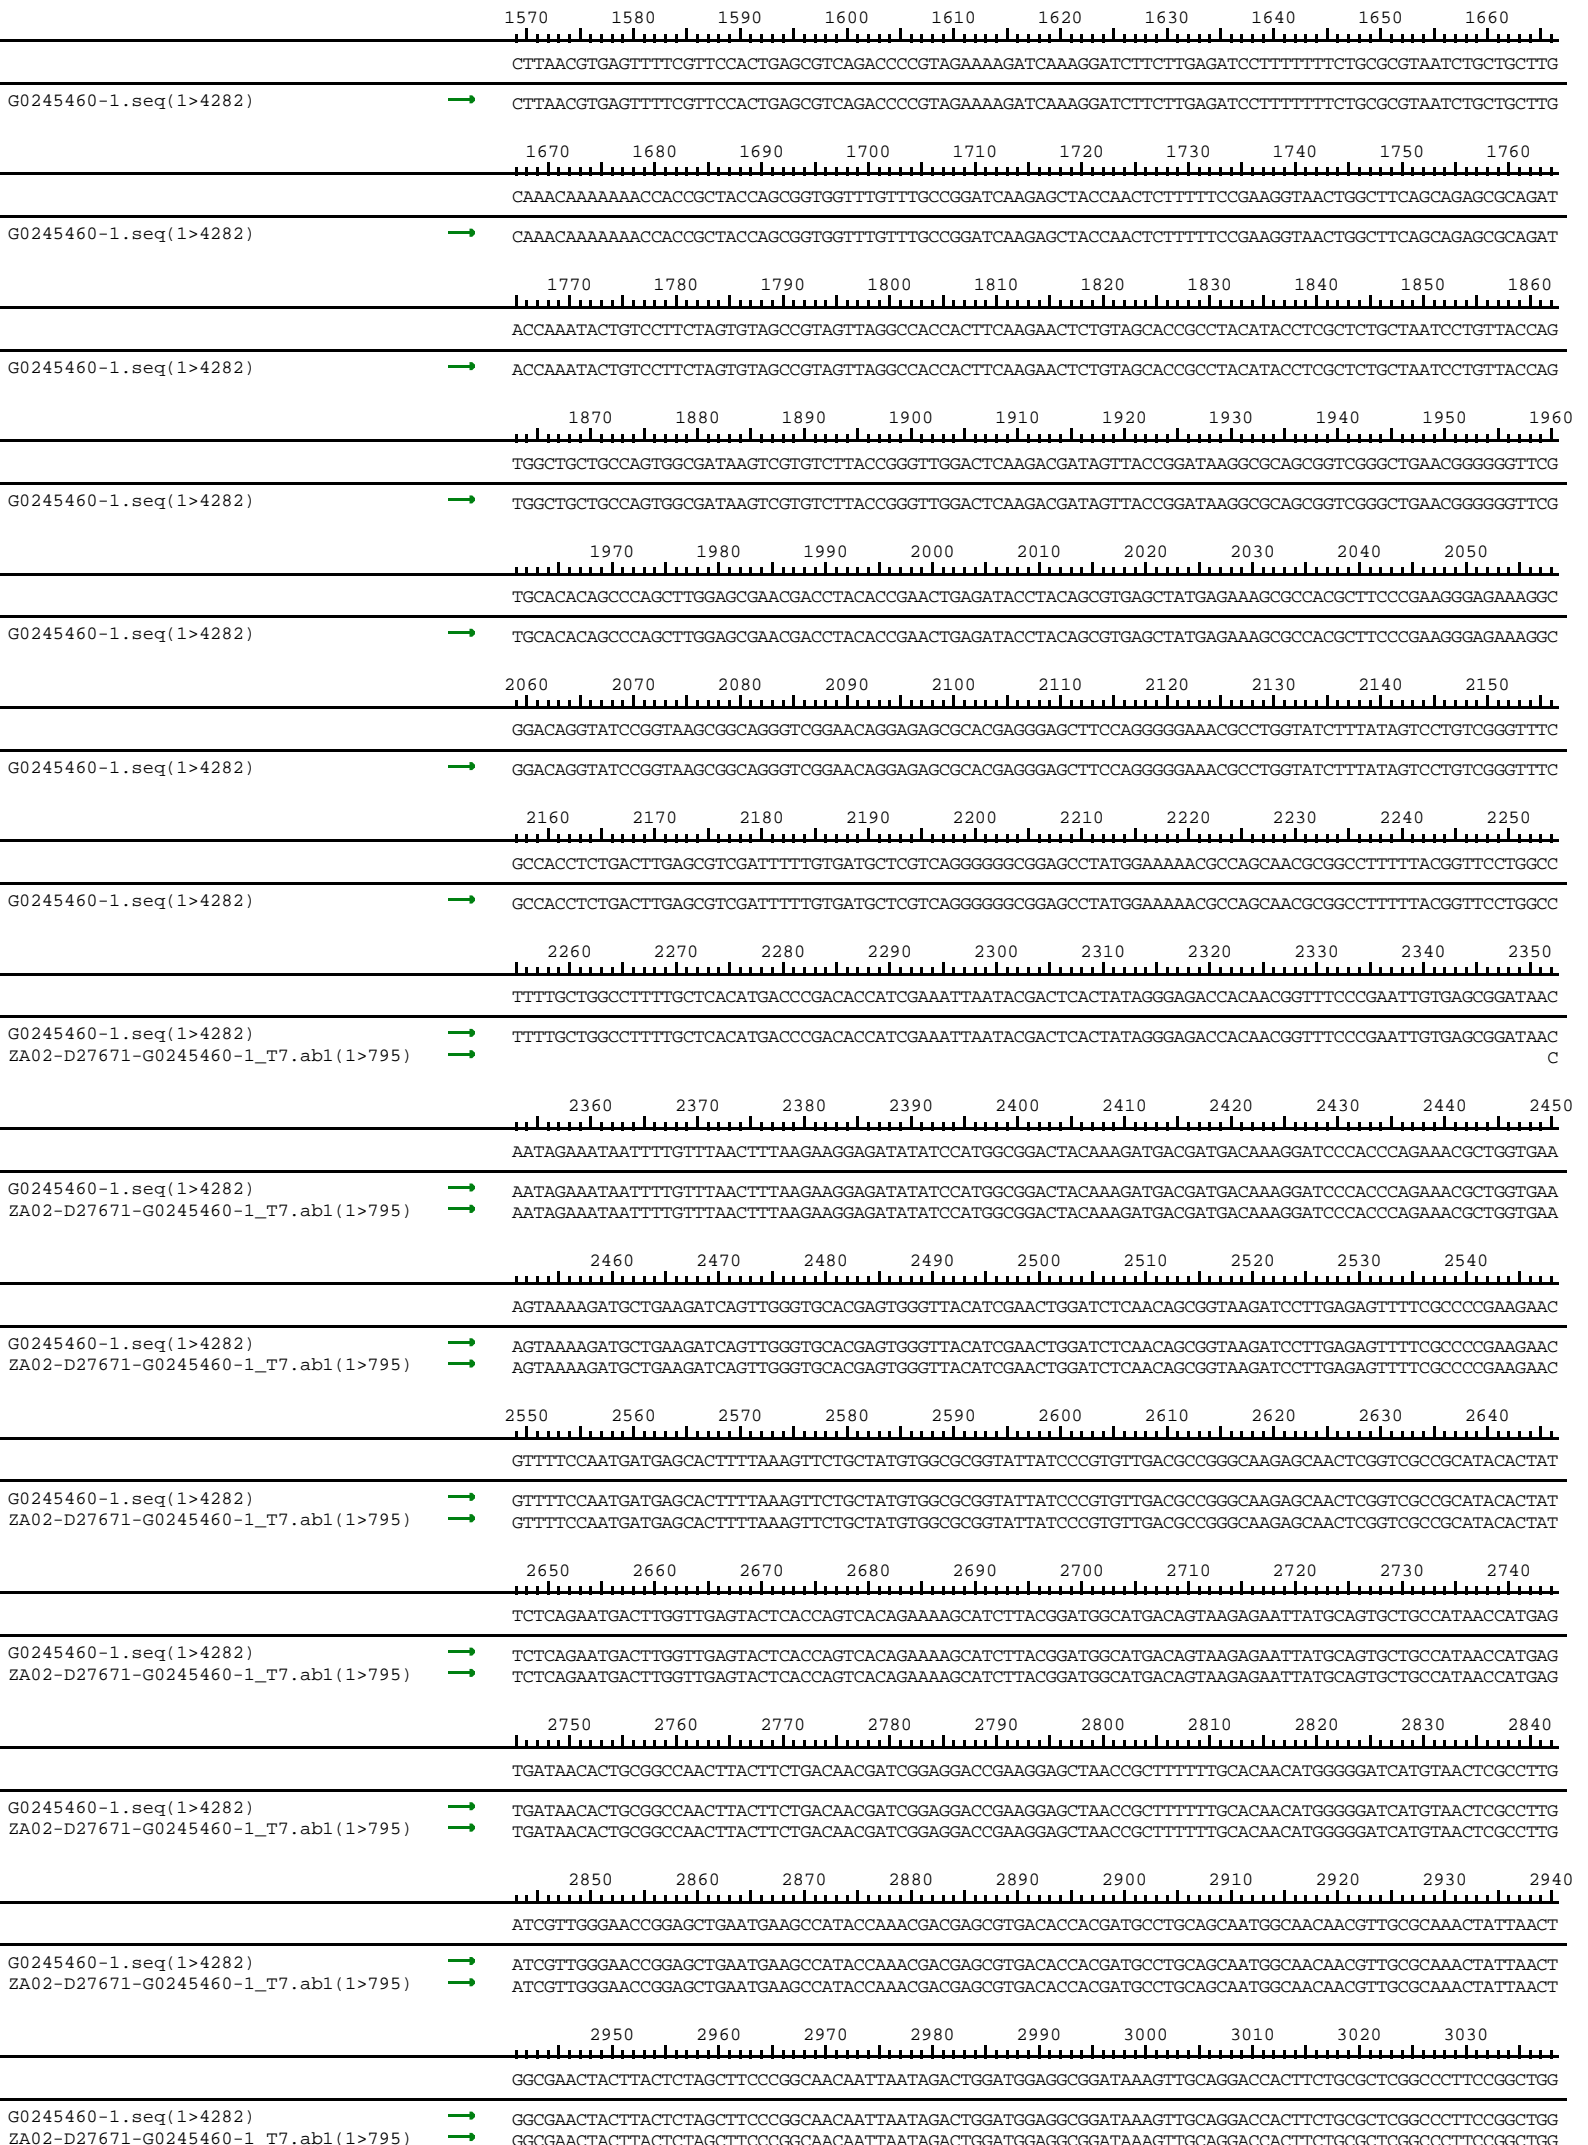 1570 1580 1590 1600 1610 1620 1630 1640 1650 1660
CTTAACGTGAGTTTTCGTTCCACTGAGCGTCAGACCCCGTAGAAAAGATCAAAGGATCTTCTTGAGATCCTTTTTTTCTGCGCGTAATCTGCTGCTTG
G0245460-1.seq(1>4282) CTTAACGTGAGTTTTCGTTCCACTGAGCGTCAGACCCCGTAGAAAAGATCAAAGGATCTTCTTGAGATCCTTTTTTTCTGCGCGTAATCTGCTGCTTG
1670 1680 1690 1700 1710 1720 1730 1740 1750 1760
CAAACAAAAAAACCACCGCTACCAGCGGTGGTTTGTTTGCCGGATCAAGAGCTACCAACTCTTTTTCCGAAGGTAACTGGCTTCAGCAGAGCGCAGAT
G0245460-1.seq(1>4282) CAAACAAAAAAACCACCGCTACCAGCGGTGGTTTGTTTGCCGGATCAAGAGCTACCAACTCTTTTTCCGAAGGTAACTGGCTTCAGCAGAGCGCAGAT
1770 1780 1790 1800 1810 1820 1830 1840 1850 1860
ACCAAATACTGTCCTTCTAGTGTAGCCGTAGTTAGGCCACCACTTCAAGAACTCTGTAGCACCGCCTACATACCTCGCTCTGCTAATCCTGTTACCAG
G0245460-1.seq(1>4282) ACCAAATACTGTCCTTCTAGTGTAGCCGTAGTTAGGCCACCACTTCAAGAACTCTGTAGCACCGCCTACATACCTCGCTCTGCTAATCCTGTTACCAG
1870 1880 1890 1900 1910 1920 1930 1940 1950 1960
TGGCTGCTGCCAGTGGCGATAAGTCGTGTCTTACCGGGTTGGACTCAAGACGATAGTTACCGGATAAGGCGCAGCGGTCGGGCTGAACGGGGGGTTCG
G0245460-1.seq(1>4282) TGGCTGCTGCCAGTGGCGATAAGTCGTGTCTTACCGGGTTGGACTCAAGACGATAGTTACCGGATAAGGCGCAGCGGTCGGGCTGAACGGGGGGTTCG
1970 1980 1990 2000 2010 2020 2030 2040 2050
TGCACACAGCCCAGCTTGGAGCGAACGACCTACACCGAACTGAGATACCTACAGCGTGAGCTATGAGAAAGCGCCACGCTTCCCGAAGGGAGAAAGGC
G0245460-1.seq(1>4282) TGCACACAGCCCAGCTTGGAGCGAACGACCTACACCGAACTGAGATACCTACAGCGTGAGCTATGAGAAAGCGCCACGCTTCCCGAAGGGAGAAAGGC
2060 2070 2080 2090 2100 2110 2120 2130 2140 2150
GGACAGGTATCCGGTAAGCGGCAGGGTCGGAACAGGAGAGCGCACGAGGGAGCTTCCAGGGGGAAACGCCTGGTATCTTTATAGTCCTGTCGGGTTTC
G0245460-1.seq(1>4282) GGACAGGTATCCGGTAAGCGGCAGGGTCGGAACAGGAGAGCGCACGAGGGAGCTTCCAGGGGGAAACGCCTGGTATCTTTATAGTCCTGTCGGGTTTC
2160 2170 2180 2190 2200 2210 2220 2230 2240 2250
GCCACCTCTGACTTGAGCGTCGATTTTTGTGATGCTCGTCAGGGGGGCGGAGCCTATGGAAAAACGCCAGCAACGCGGCCTTTTTACGGTTCCTGGCC
G0245460-1.seq(1>4282) GCCACCTCTGACTTGAGCGTCGATTTTTGTGATGCTCGTCAGGGGGGCGGAGCCTATGGAAAAACGCCAGCAACGCGGCCTTTTTACGGTTCCTGGCC
2260 2270 2280 2290 2300 2310 2320 2330 2340 2350
TTTTGCTGGCCTTTTGCTCACATGACCCGACACCATCGAAATTAATACGACTCACTATAGGGAGACCACAACGGTTTCCCGAATTGTGAGCGGATAAC
G0245460-1.seq(1>4282) TTTTGCTGGCCTTTTGCTCACATGACCCGACACCATCGAAATTAATACGACTCACTATAGGGAGACCACAACGGTTTCCCGAATTGTGAGCGGATAAC
ZA02-D27671-G0245460-1_T7.ab1(1>795) C
2360 2370 2380 2390 2400 2410 2420 2430 2440 2450
AATAGAAATAATTTTGTTTAACTTTAAGAAGGAGATATATCCATGGCGGACTACAAAGATGACGATGACAAAGGATCCCACCCAGAAACGCTGGTGAA
G0245460-1.seq(1>4282) AATAGAAATAATTTTGTTTAACTTTAAGAAGGAGATATATCCATGGCGGACTACAAAGATGACGATGACAAAGGATCCCACCCAGAAACGCTGGTGAA
ZA02-D27671-G0245460-1_T7.ab1(1>795) AATAGAAATAATTTTGTTTAACTTTAAGAAGGAGATATATCCATGGCGGACTACAAAGATGACGATGACAAAGGATCCCACCCAGAAACGCTGGTGAA
2460 2470 2480 2490 2500 2510 2520 2530 2540
AGTAAAAGATGCTGAAGATCAGTTGGGTGCACGAGTGGGTTACATCGAACTGGATCTCAACAGCGGTAAGATCCTTGAGAGTTTTCGCCCCGAAGAAC
G0245460-1.seq(1>4282) AGTAAAAGATGCTGAAGATCAGTTGGGTGCACGAGTGGGTTACATCGAACTGGATCTCAACAGCGGTAAGATCCTTGAGAGTTTTCGCCCCGAAGAAC
ZA02-D27671-G0245460-1_T7.ab1(1>795) AGTAAAAGATGCTGAAGATCAGTTGGGTGCACGAGTGGGTTACATCGAACTGGATCTCAACAGCGGTAAGATCCTTGAGAGTTTTCGCCCCGAAGAAC
2550 2560 2570 2580 2590 2600 2610 2620 2630 2640
GTTTTCCAATGATGAGCACTTTTAAAGTTCTGCTATGTGGCGCGGTATTATCCCGTGTTGACGCCGGGCAAGAGCAACTCGGTCGCCGCATACACTAT
G0245460-1.seq(1>4282) GTTTTCCAATGATGAGCACTTTTAAAGTTCTGCTATGTGGCGCGGTATTATCCCGTGTTGACGCCGGGCAAGAGCAACTCGGTCGCCGCATACACTAT
ZA02-D27671-G0245460-1_T7.ab1(1>795) GTTTTCCAATGATGAGCACTTTTAAAGTTCTGCTATGTGGCGCGGTATTATCCCGTGTTGACGCCGGGCAAGAGCAACTCGGTCGCCGCATACACTAT
2650 2660 2670 2680 2690 2700 2710 2720 2730 2740
TCTCAGAATGACTTGGTTGAGTACTCACCAGTCACAGAAAAGCATCTTACGGATGGCATGACAGTAAGAGAATTATGCAGTGCTGCCATAACCATGAG
G0245460-1.seq(1>4282) TCTCAGAATGACTTGGTTGAGTACTCACCAGTCACAGAAAAGCATCTTACGGATGGCATGACAGTAAGAGAATTATGCAGTGCTGCCATAACCATGAG
ZA02-D27671-G0245460-1_T7.ab1(1>795) TCTCAGAATGACTTGGTTGAGTACTCACCAGTCACAGAAAAGCATCTTACGGATGGCATGACAGTAAGAGAATTATGCAGTGCTGCCATAACCATGAG
2750 2760 2770 2780 2790 2800 2810 2820 2830 2840
TGATAACACTGCGGCCAACTTACTTCTGACAACGATCGGAGGACCGAAGGAGCTAACCGCTTTTTTGCACAACATGGGGGATCATGTAACTCGCCTTG
G0245460-1.seq(1>4282) TGATAACACTGCGGCCAACTTACTTCTGACAACGATCGGAGGACCGAAGGAGCTAACCGCTTTTTTGCACAACATGGGGGATCATGTAACTCGCCTTG
ZA02-D27671-G0245460-1_T7.ab1(1>795) TGATAACACTGCGGCCAACTTACTTCTGACAACGATCGGAGGACCGAAGGAGCTAACCGCTTTTTTGCACAACATGGGGGATCATGTAACTCGCCTTG
2850 2860 2870 2880 2890 2900 2910 2920 2930 2940
ATCGTTGGGAACCGGAGCTGAATGAAGCCATACCAAACGACGAGCGTGACACCACGATGCCTGCAGCAATGGCAACAACGTTGCGCAAACTATTAACT
G0245460-1.seq(1>4282) ATCGTTGGGAACCGGAGCTGAATGAAGCCATACCAAACGACGAGCGTGACACCACGATGCCTGCAGCAATGGCAACAACGTTGCGCAAACTATTAACT
ZA02-D27671-G0245460-1_T7.ab1(1>795) ATCGTTGGGAACCGGAGCTGAATGAAGCCATACCAAACGACGAGCGTGACACCACGATGCCTGCAGCAATGGCAACAACGTTGCGCAAACTATTAACT
2950 2960 2970 2980 2990 3000 3010 3020 3030
GGCGAACTACTTACTCTAGCTTCCCGGCAACAATTAATAGACTGGATGGAGGCGGATAAAGTTGCAGGACCACTTCTGCGCTCGGCCCTTCCGGCTGG
G0245460-1.seq(1>4282) GGCGAACTACTTACTCTAGCTTCCCGGCAACAATTAATAGACTGGATGGAGGCGGATAAAGTTGCAGGACCACTTCTGCGCTCGGCCCTTCCGGCTGG
ZA02-D27671-G0245460-1_T7.ab1(1>795) GGCGAACTACTTACTCTAGCTTCCCGGCAACAATTAATAGACTGGATGGAGGCGGATAAAGTTGCAGGACCACTTCTGCGCTCGGCCCTTCCGGCTGG